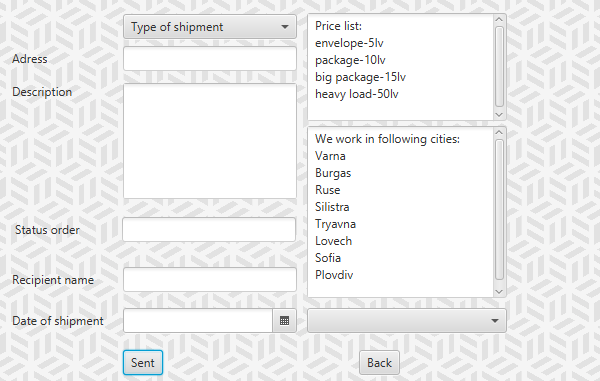 Type of shipment
Adress
Description
Status order
Recipient name
Date of shipment
Sent
Price list:
envelope-5lv
package-10lv
big package-15lv
heavy load-50lv
We work in following cities:
Varna
Burgas
Ruse
Silistra
Tryavna
Lovech
Sofia
Plovdiv
Back